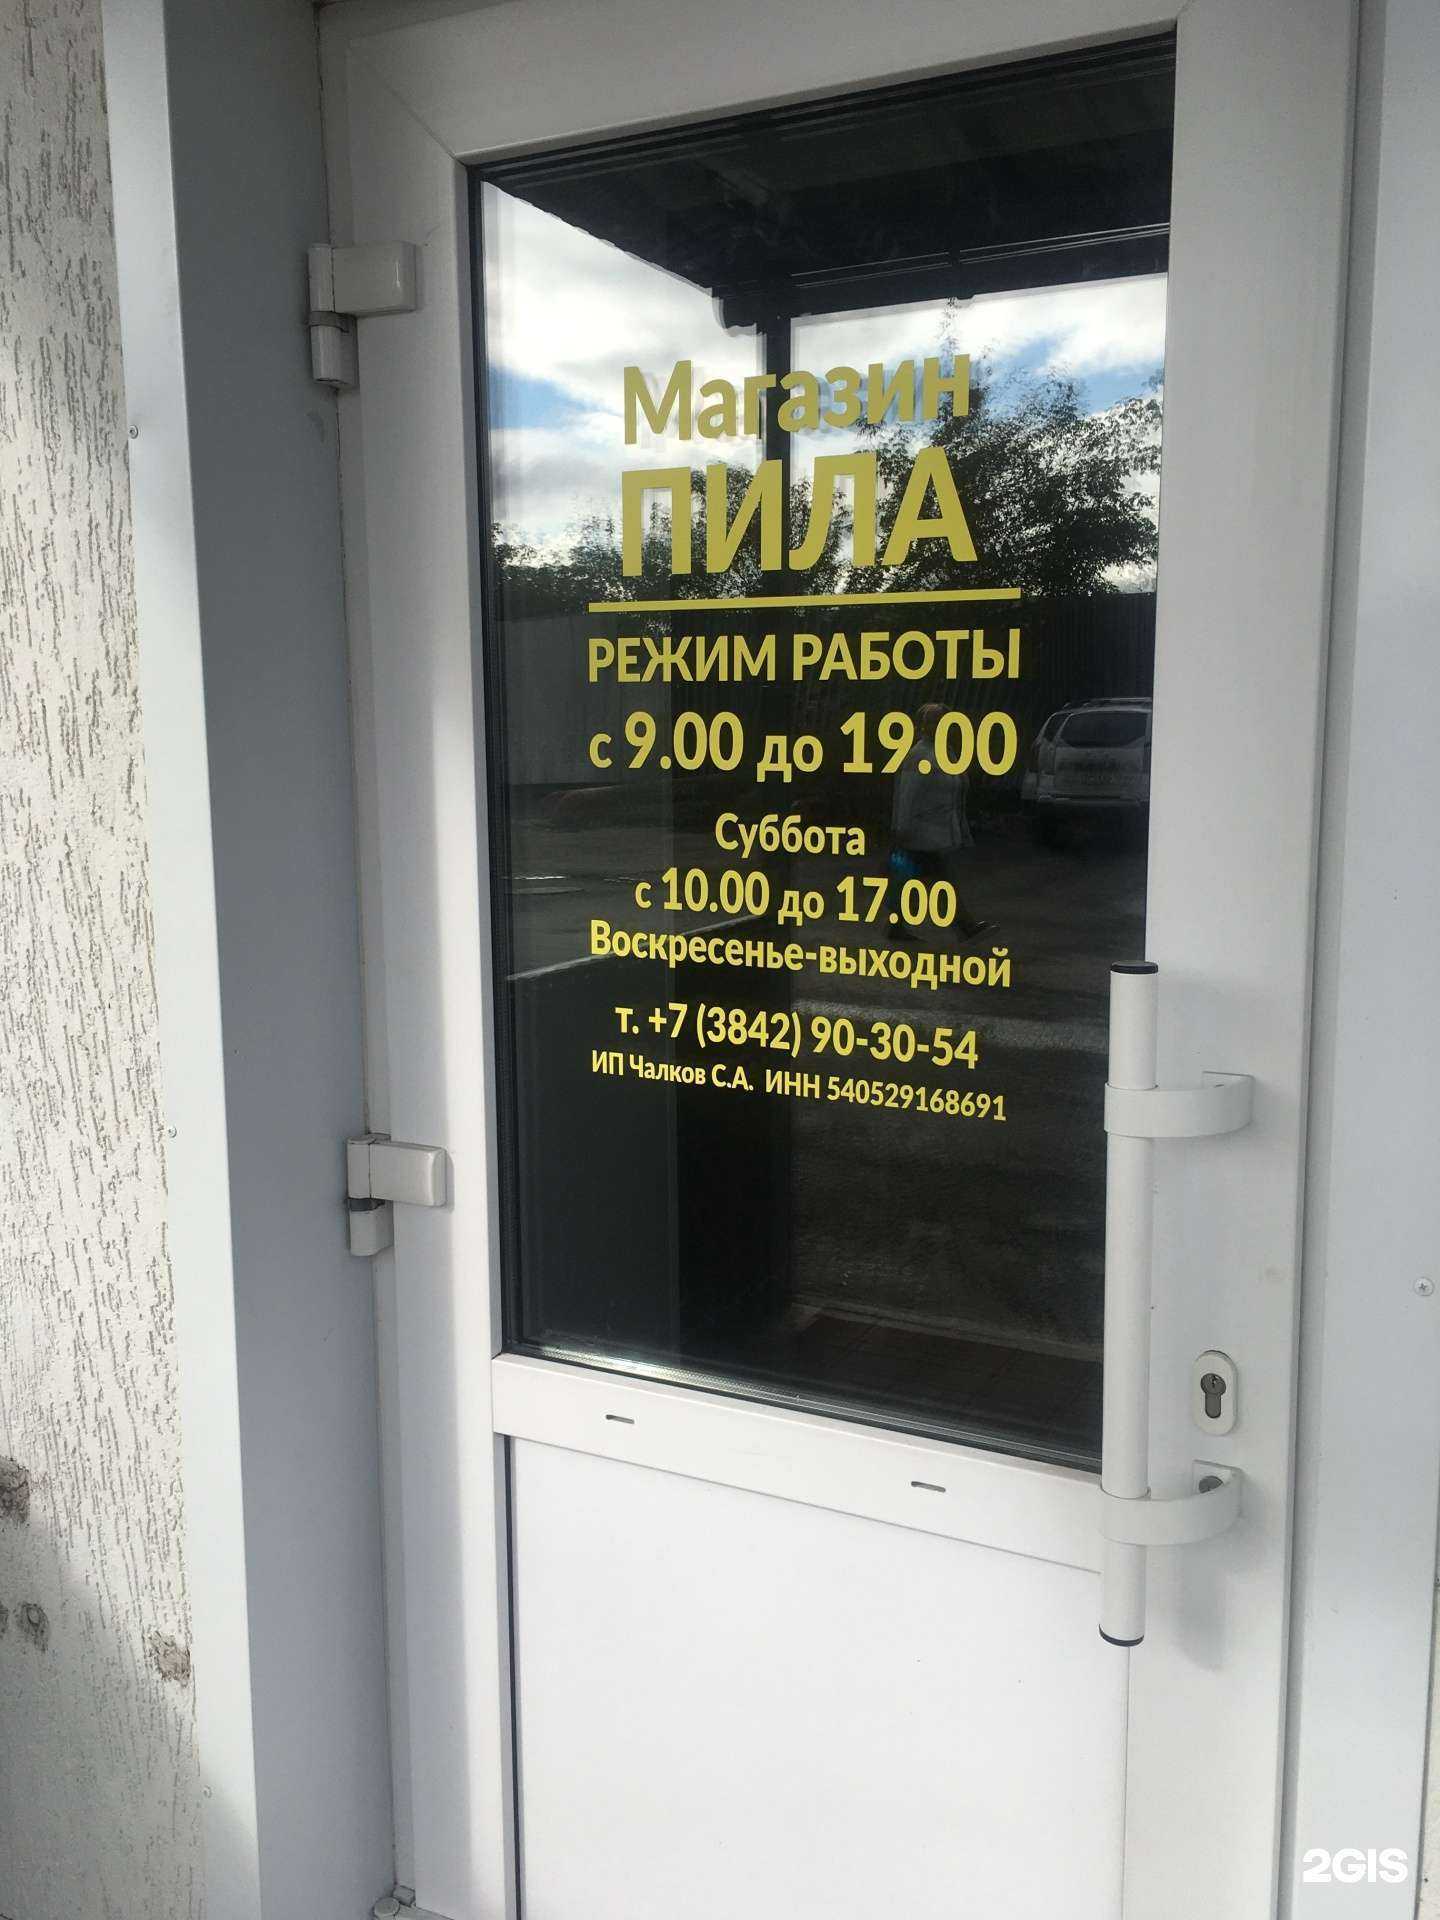 Магазин
ПИЛА
РЕЖИМ РАБОТЫ
с 9.00 до 19.00
Суббота
с 10.00 до 17.00
Воскресенье-выходной
т. +7 (3842) 90-30-54
ИП Чалков С.А. ИНН 540529168691
2GIS